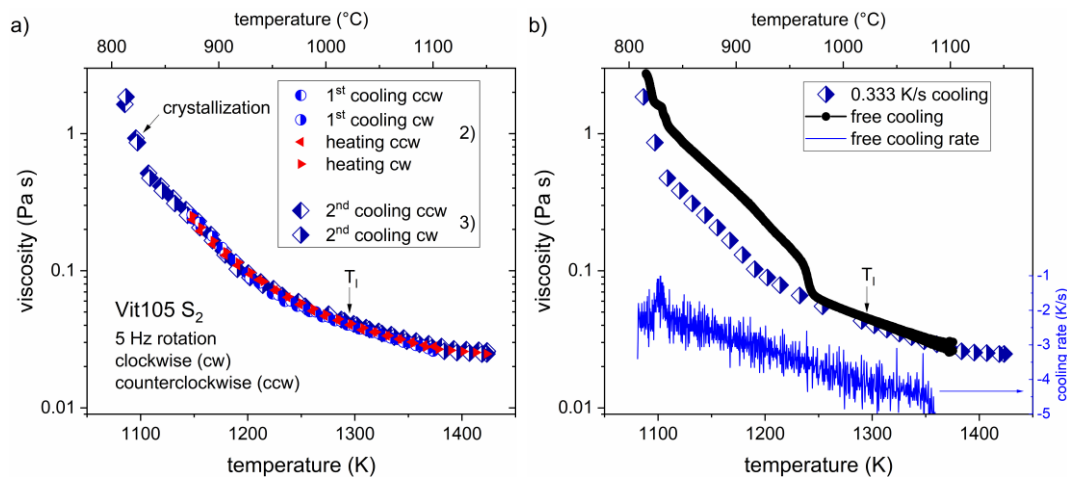 a)
temperature (°C)
800 900 1000 1100
1
0.1
0.01
viscosity (Pa s)
crystallization
1st cooling ccw
1st cooling cw
heating ccw
heating cw
2)
2nd cooling ccw
2nd cooling cw
3)
Tl
Vit105 S2
5 Hz rotation
clockwise (cw)
counterclockwise (ccw)
1100 1200 1300 1400
temperature (K)
b)
temperature (°C)
800 900 1000 1100
1
0.1
0.01
viscosity (Pa s)
0.333 K/s cooling
free cooling
free cooling rate
Tl
-1
-2
-3
-4
-5
cooling rate (K/s)
1100 1200 1300 1400
temperature (K)